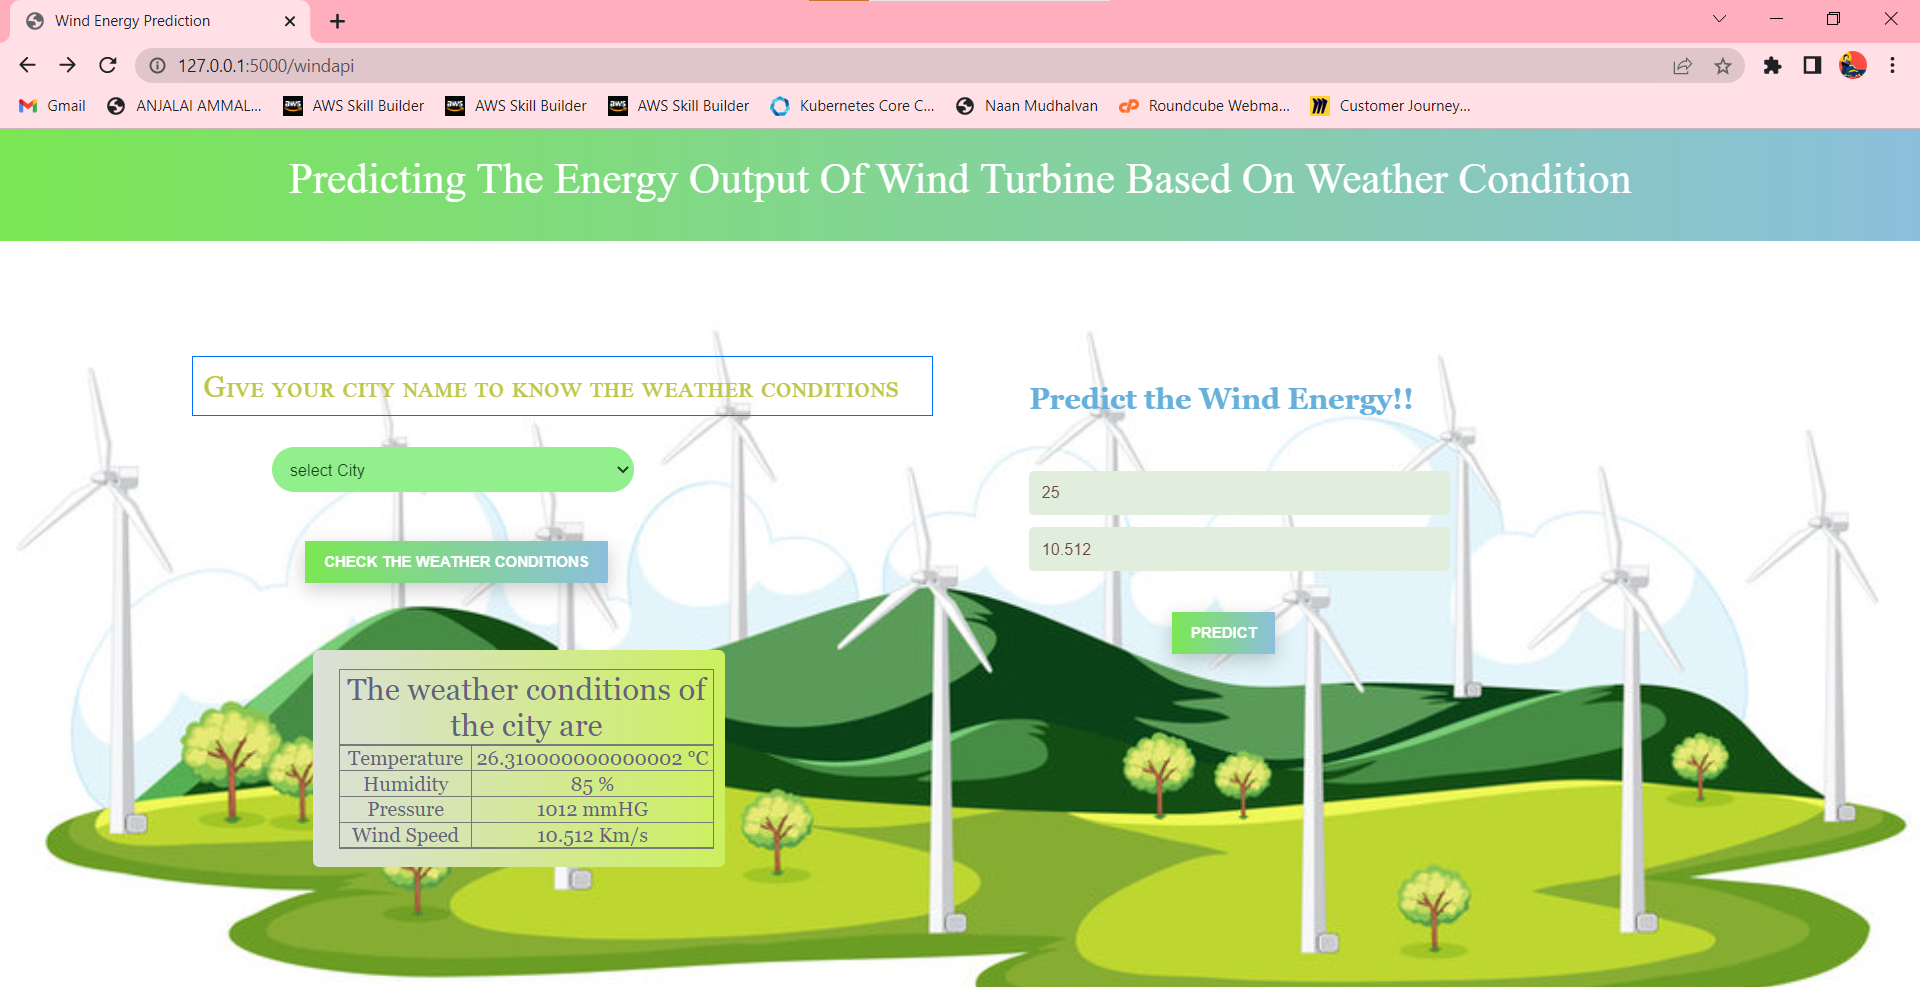 Wind Energy Prediction
127.0.0.1:5000/windapi
Gmail
ANJALAI AMMAL...
AWS Skill Builder
AWS Skill Builder
AWS Skill Builder
Kubernetes Core C...
Naan Mudhalvan
Roundcube Webma...
Customer Journey...
Predicting The Energy Output Of Wind Turbine Based On Weather Condition
Give your city name to know the weather conditions
select City
CHECK THE WEATHER CONDITIONS
The weather conditions of
the city are
Temperature 26.310000000000002 °C
Humidity 85 %
Pressure 1012 mmHG
Wind Speed 10.512 Km/s
Predict the Wind Energy!!
25
10.512
PREDICT